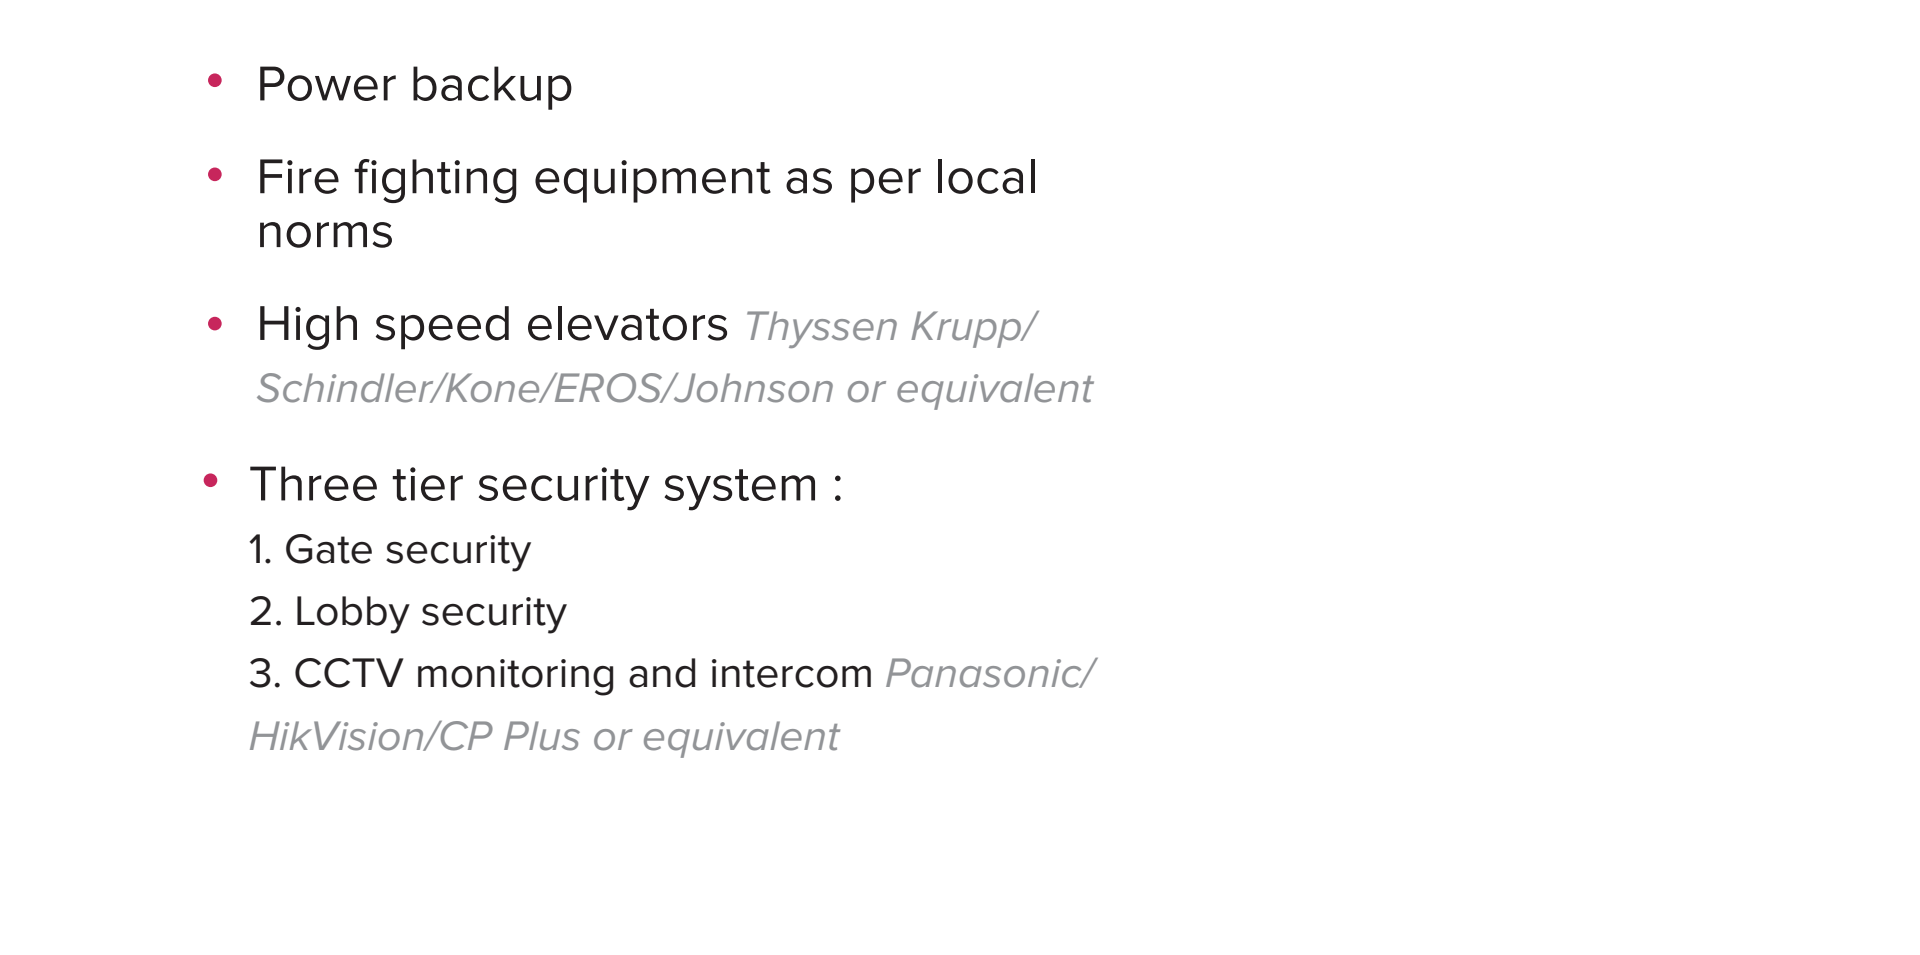 • Power backup
• Fire fighting equipment as per local
norms
• High speed elevators Thyssen Krupp/
Schindler/Kone/EROS/Johnson or equivalent
• Three tier security system :
1. Gate security
2. Lobby security
3. CCTV monitoring and intercom Panasonic/
HikVision/CP Plus or equivalent